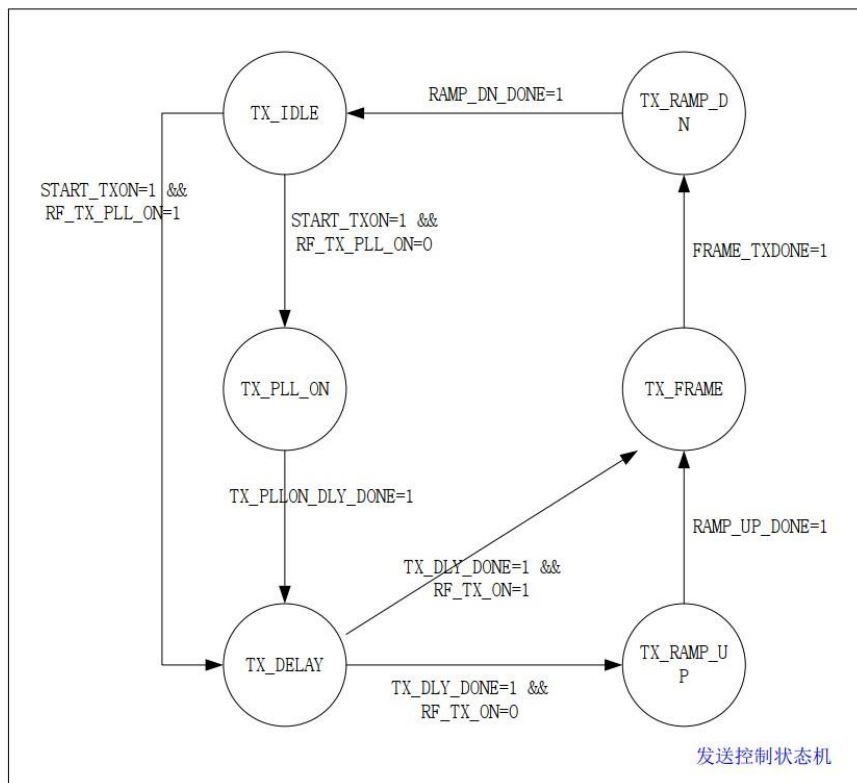 RAMP_DN_DONE=1
TX_IDLE
TX_RAMP_D
N
START_TXON=1 &&
RF_TX_PLL_ON=1
START_TXON=1 &&
RF_TX_PLL_ON=0
FRAME_TXDONE=1
TX_PLL_ON
TX_FRAME
TX_PLLON_DLY_DONE=1
RAMP_UP_DONE=1
TX_DLY_DONE=1 &&
RF_TX_ON=1
TX_DELAY
TX_RAMP_U
P
TX_DLY_DONE=1 &&
RF_TX_ON=0
发送控制状态机